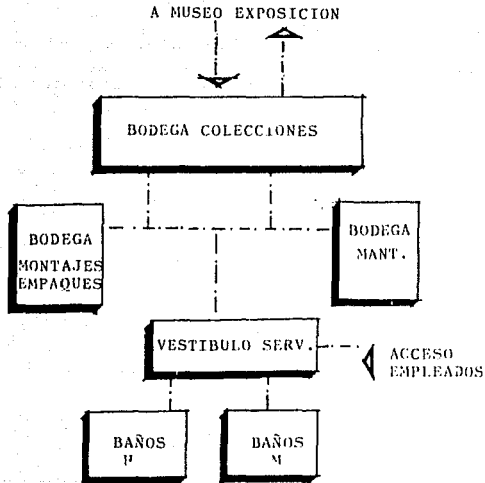 A MUSEO EXPOSICION
BODEGA COLECCIONES
BODEGA
MONTAJES
EMPAQUES
BODEGA
MANT.
VESTIBULO SERV.
ACCESO
EMPLEADOS
BAÑOS
H
BAÑOS
M